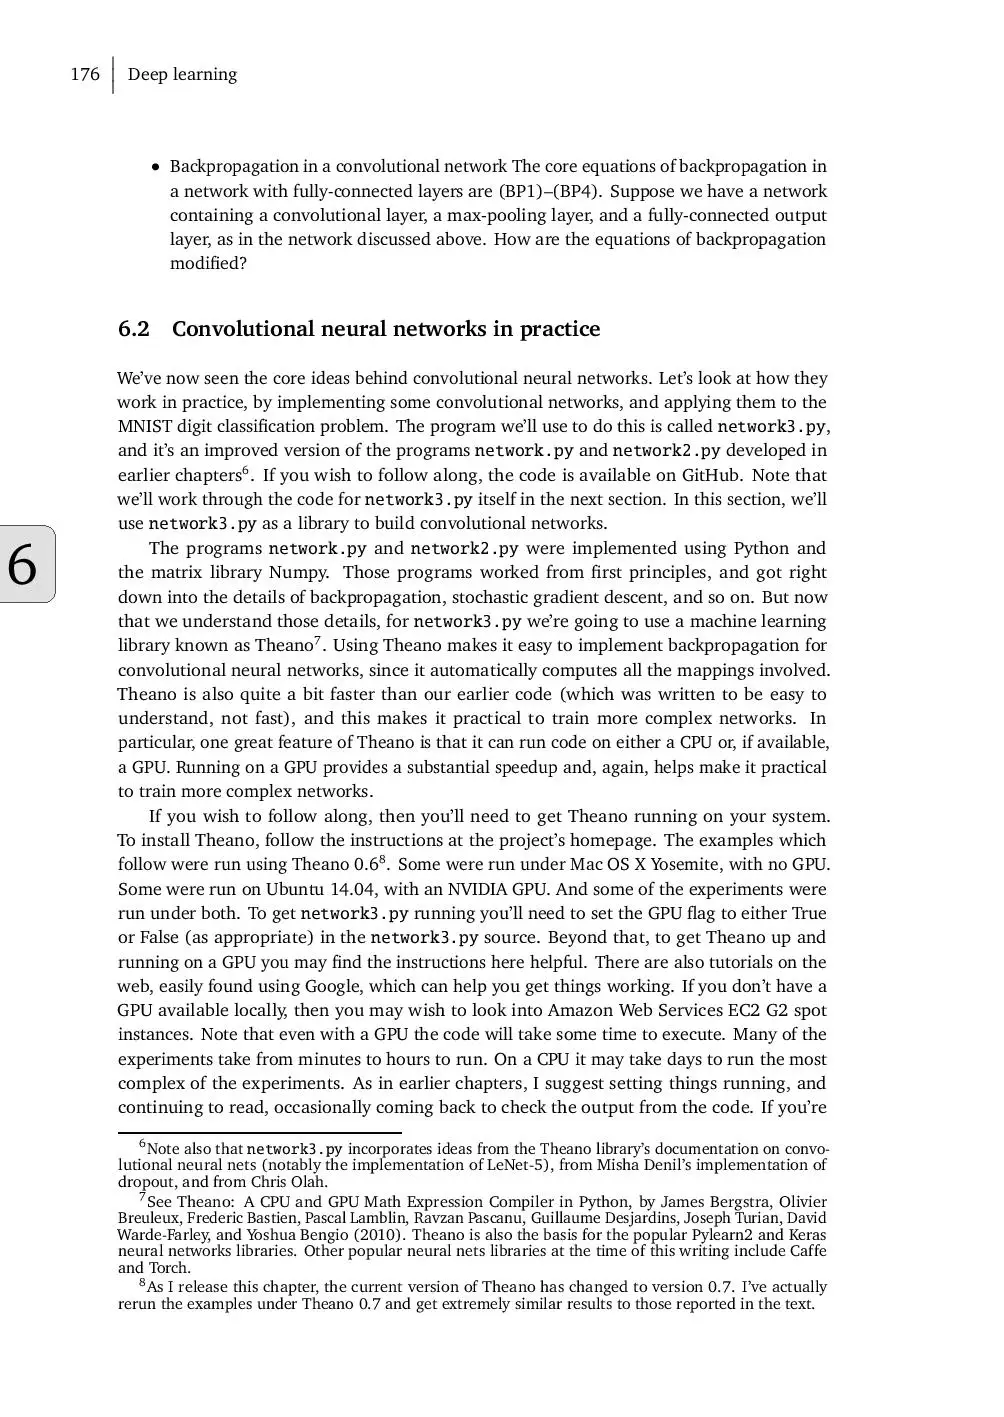 176 Deep learning
• Backpropagation in a convolutional network The core equations of backpropagation in
a network with fully-connected layers are (BP1)–(BP4). Suppose we have a network
containing a convolutional layer, a max-pooling layer, and a fully-connected output
layer, as in the network discussed above. How are the equations of backpropagation
modified?
6.2 Convolutional neural networks in practice
We've now seen the core ideas behind convolutional neural networks. Let's look at how they
work in practice, by implementing some convolutional networks, and applying them to the
MNIST digit classification problem. The program we'll use to do this is called network3.py,
and it's an improved version of the programs network.py and network2.py developed in
earlier chapters⁶. If you wish to follow along, the code is available on GitHub. Note that
we'll work through the code for network3.py itself in the next section. In this section, we'll
use network3.py as a library to build convolutional networks.
The programs network.py and network2.py were implemented using Python and
6
the matrix library Numpy. Those programs worked from first principles, and got right
down into the details of backpropagation, stochastic gradient descent, and so on. But now
that we understand those details, for network3.py we're going to use a machine learning
library known as Theano⁷. Using Theano makes it easy to implement backpropagation for
convolutional neural networks, since it automatically computes all the mappings involved.
Theano is also quite a bit faster than our earlier code (which was written to be easy to
understand, not fast), and this makes it practical to train more complex networks. In
particular, one great feature of Theano is that it can run code on either a CPU or, if available,
a GPU. Running on a GPU provides a substantial speedup and, again, helps make it practical
to train more complex networks.
If you wish to follow along, then you'll need to get Theano running on your system.
To install Theano, follow the instructions at the project's homepage. The examples which
follow were run using Theano 0.6⁸. Some were run under Mac OS X Yosemite, with no GPU.
Some were run on Ubuntu 14.04, with an NVIDIA GPU. And some of the experiments were
run under both. To get network3.py running you'll need to set the GPU flag to either True
or False (as appropriate) in the network3.py source. Beyond that, to get Theano up and
running on a GPU you may find the instructions here helpful. There are also tutorials on the
web, easily found using Google, which can help you get things working. If you don't have a
GPU available locally, then you may wish to look into Amazon Web Services EC2 G2 spot
instances. Note that even with a GPU the code will take some time to execute. Many of the
experiments take from minutes to hours to run. On a CPU it may take days to run the most
complex of the experiments. As in earlier chapters, I suggest setting things running, and
continuing to read, occasionally coming back to check the output from the code. If you're
⁶Note also that network3.py incorporates ideas from the Theano library's documentation on convo-
lutional neural nets (notably the implementation of LeNet-5), from Misha Denil's implementation of
dropout, and from Chris Olah.
⁷See Theano: A CPU and GPU Math Expression Compiler in Python, by James Bergstra, Olivier
Breuleux, Frederic Bastien, Pascal Lamblin, Ravzan Pascanu, Guillaume Desjardins, Joseph Turian, David
Warde-Farley, and Yoshua Bengio (2010). Theano is also the basis for the popular Pylearn2 and Keras
neural networks libraries. Other popular neural nets libraries at the time of this writing include Caffe
and Torch.
⁸As I release this chapter, the current version of Theano has changed to version 0.7. I've actually
rerun the examples under Theano 0.7 and get extremely similar results to those reported in the text.